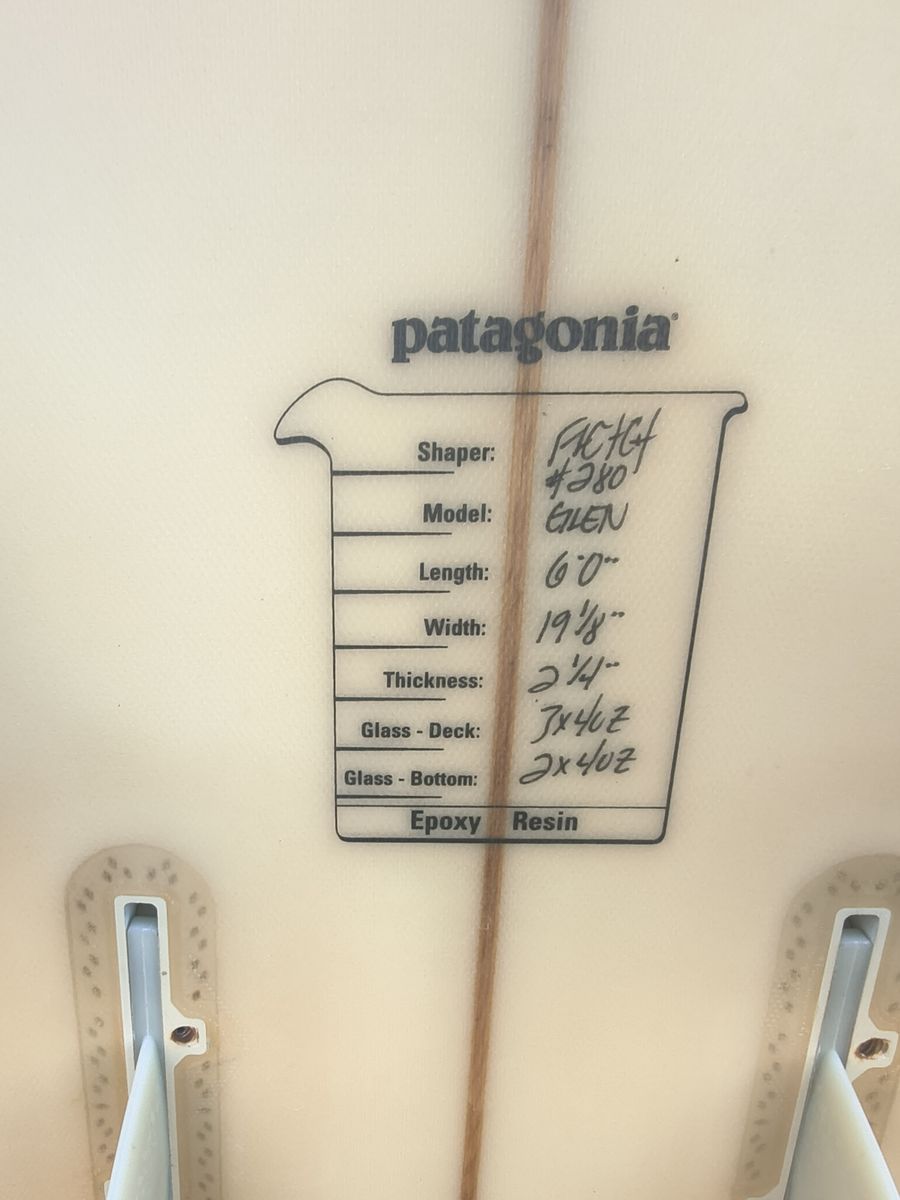 patagonia®
Shaper: FLETCH
#280
Model: GLEN
Length: 6'0"
Width: 19 1/8"
Thickness: 2 1/4"
Glass - Deck: 3x4oz
Glass - Bottom: 2x4oz
Epoxy Resin